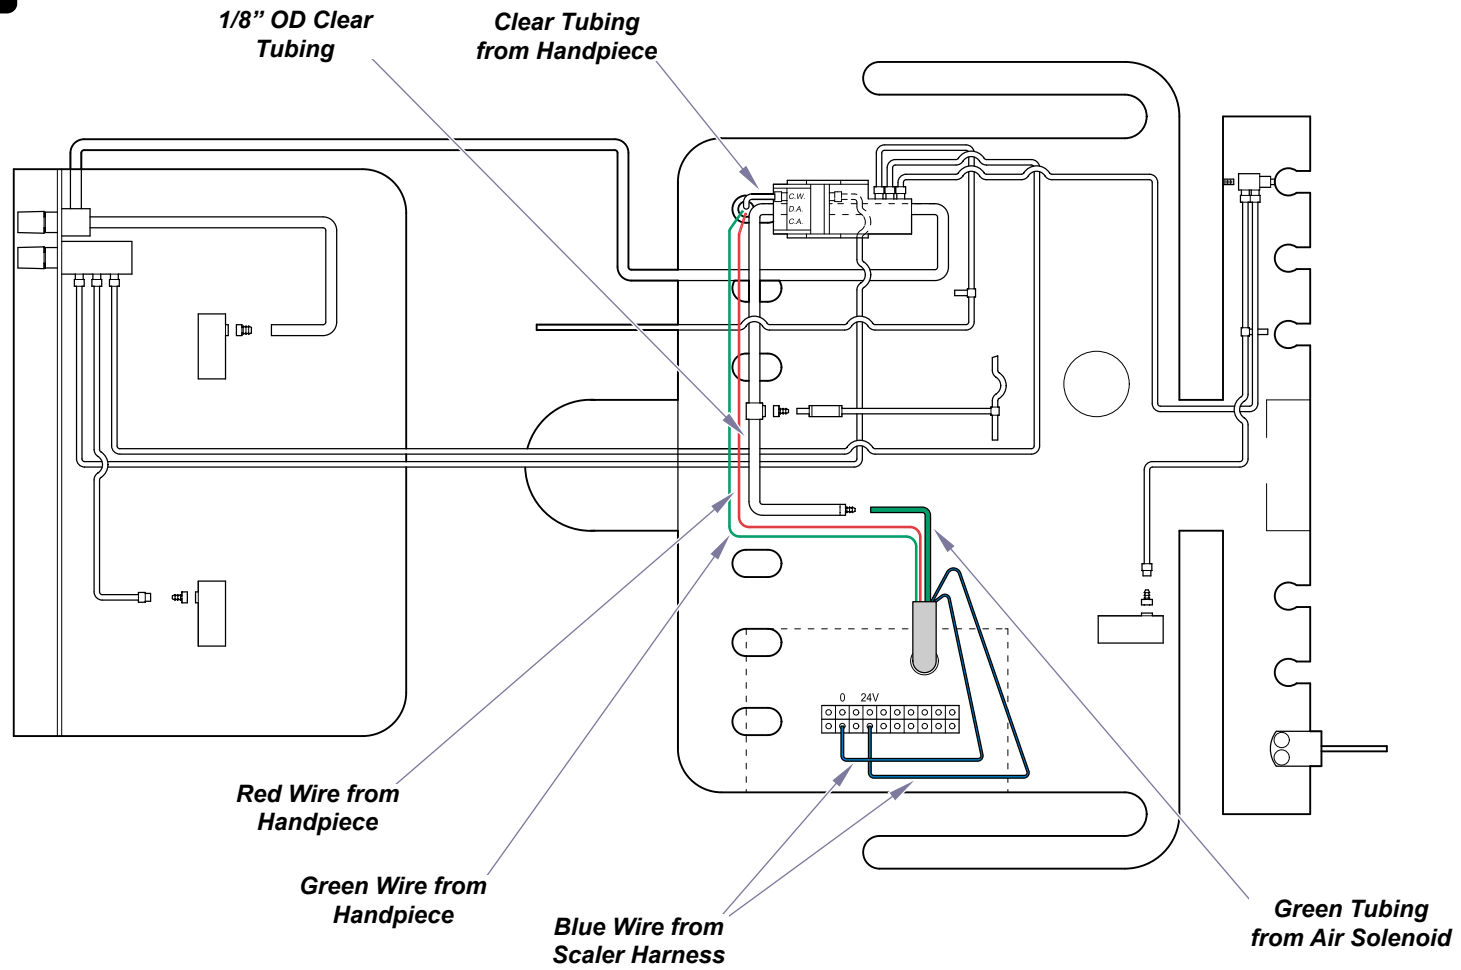 1/8” OD Clear
Tubing
Clear Tubing
from Handpiece
C.W.
D.A.
C.A.
0 24V
Red Wire from
Handpiece
Green Wire from
Handpiece
Blue Wire from
Scaler Harness
Green Tubing
from Air Solenoid